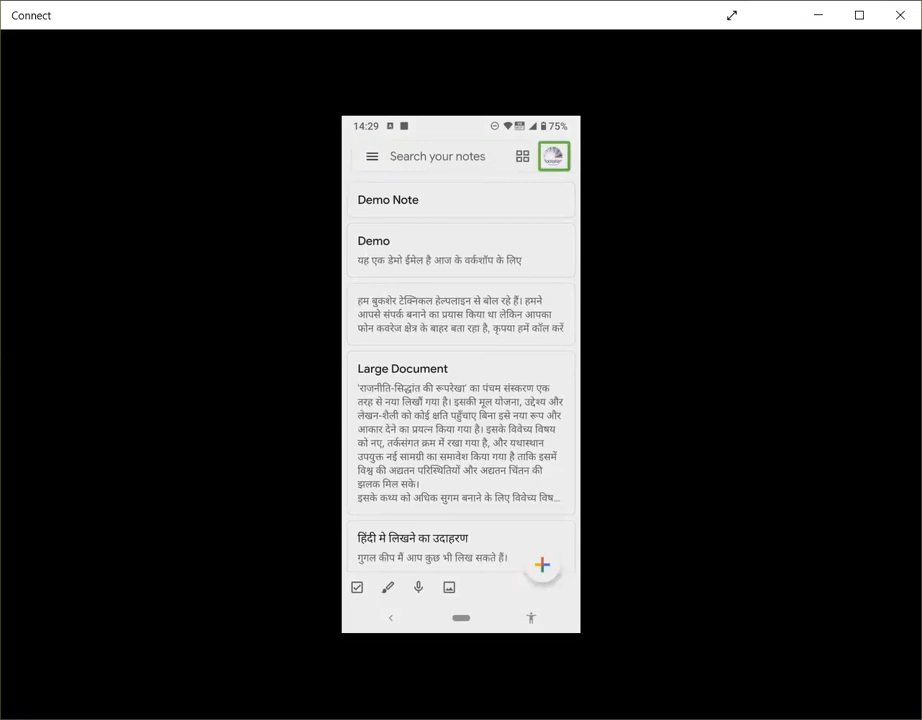 Connect
14:29
75%
Search your notes
Demo Note
Demo
यह एक डेमो ईमेल है आज के वर्कशॉप के लिए
हम बुकशेर टेक्निकल हेल्पलाइन से बोल रहे हैं। हमने
आपसे संपर्क बनाने का प्रयास किया था लेकिन आपका
फोन कवरेज क्षेत्र के बाहर बता रहा है, कृपया हमें कॉल करें
Large Document
'राजनीति-सिद्धांत की रूपरेखा' का पंचम संस्करण एक
तरह से नया लिखीं गया है। इसकी मूल योजना, उद्देश्य और
लेखन-शैली को कोई क्षति पहुँचाए बिना इसे नया रूप और
आकार देने का प्रयत्न किया गया है। इसके विवेच्य विषय
को नए, तर्कसंगत क्रम में रखा गया है, और यथास्थान
उपयुक्त नई सामग्री का समावेश किया गया है ताकि इसमें
विश्व की अद्यतन परिस्थितियों और अद्यतन चिंतन की
झलक मिल सके।
इसके कथ्य को अधिक सुगम बनाने के लिए विवेच्य विष...
हिंदी मे लिखने का उदाहरण
गुगल कीप मैं आप कुछ भी लिख सकते हैं।